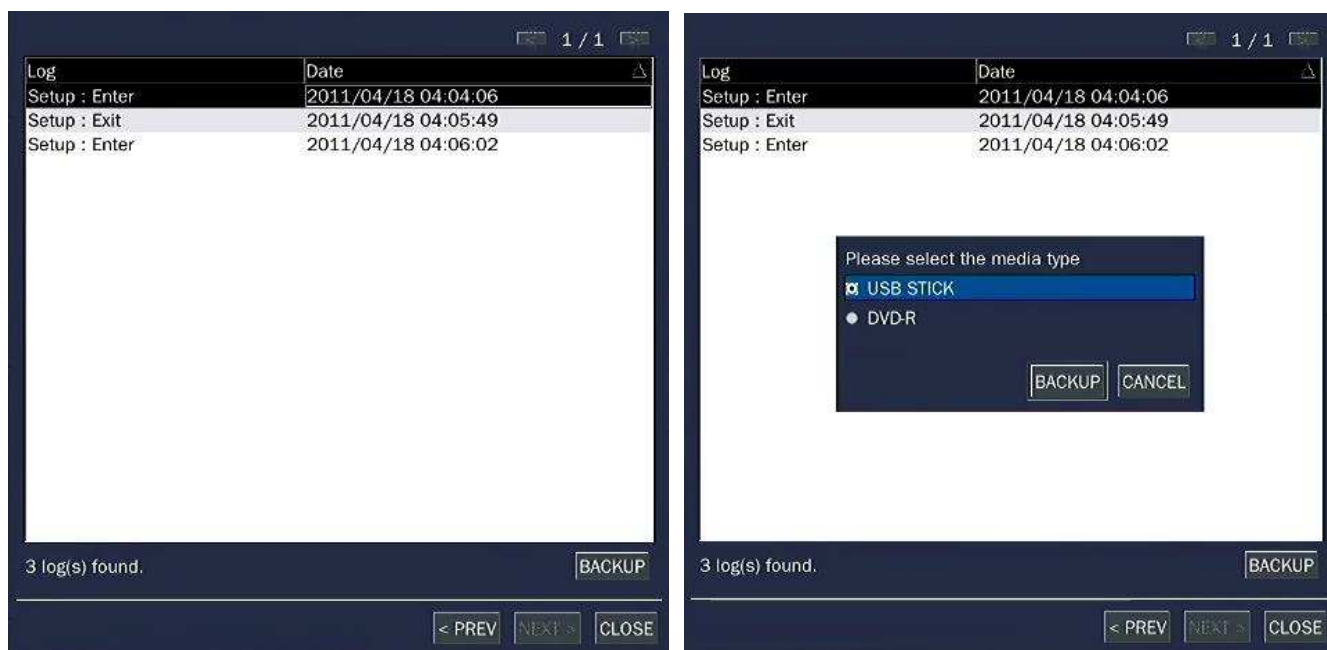 1 / 1
Log Date
Setup : Enter 2011/04/18 04:04:06
Setup : Exit 2011/04/18 04:05:49
Setup : Enter 2011/04/18 04:06:02
3 log(s) found. BACKUP
< PREV NEXT > CLOSE
1 / 1
Log Date
Setup : Enter 2011/04/18 04:04:06
Setup : Exit 2011/04/18 04:05:49
Setup : Enter 2011/04/18 04:06:02
Please select the media type
USB STICK
DVD-R
BACKUP CANCEL
3 log(s) found. BACKUP
< PREV NEXT > CLOSE